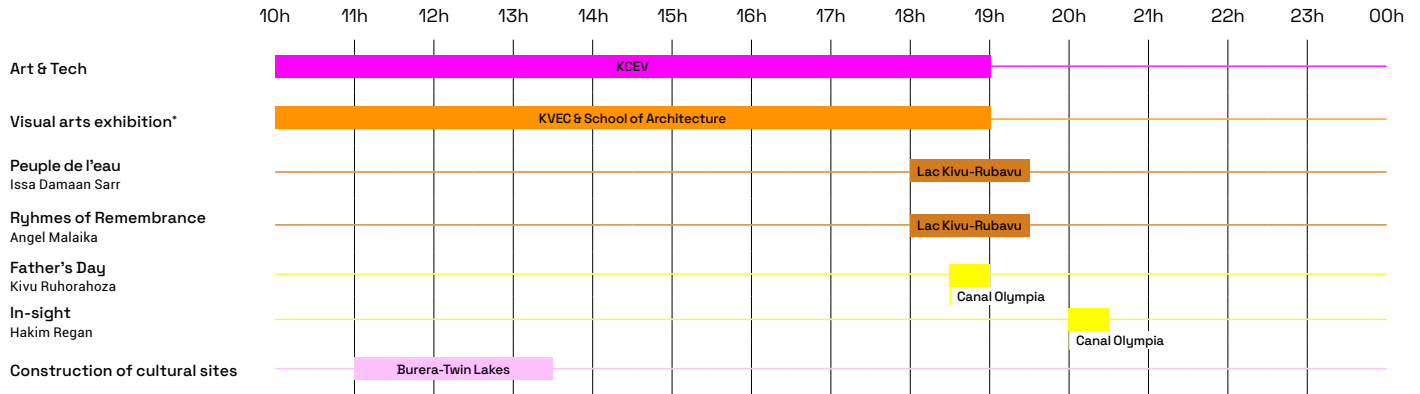 10h 11h 12h 13h 14h 15h 16h 17h 18h 19h 20h 21h 22h 23h 00h
Art & Tech
KCEV
Visual arts exhibition*
KVEC & School of Architecture
Peuple de l'eau
Issa Damaan Sarr
Lac Kivu-Rubavu
Ryhmes of Remembrance
Angel Malaika
Lac Kivu-Rubavu
Father's Day
Kivu Ruhorahoza
Canal Olympia
In-sight
Hakim Regan
Canal Olympia
Construction of cultural sites
Burera-Twin Lakes